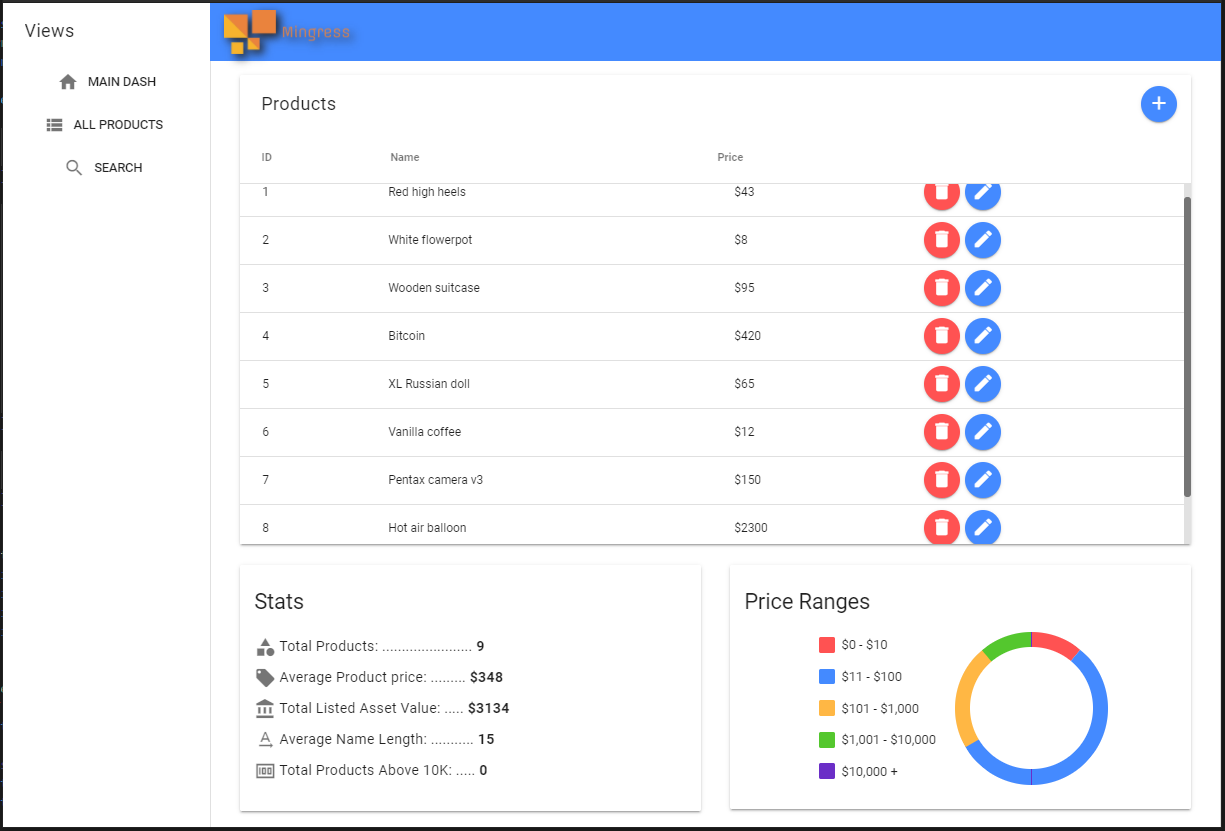 Views
Mingress
MAIN DASH
ALL PRODUCTS
SEARCH
Products
ID Name Price
1 Red high heels $43
2 White flowerpot $8
3 Wooden suitcase $95
4 Bitcoin $420
5 XL Russian doll $65
6 Vanilla coffee $12
7 Pentax camera v3 $150
8 Hot air balloon $2300
Stats
Total Products: ....................... 9
Average Product price: ......... $348
Total Listed Asset Value: ..... $3134
Average Name Length: ........... 15
Total Products Above 10K: ..... 0
Price Ranges
$0 - $10
$11 - $100
$101 - $1,000
$1,001 - $10,000
$10,000 +